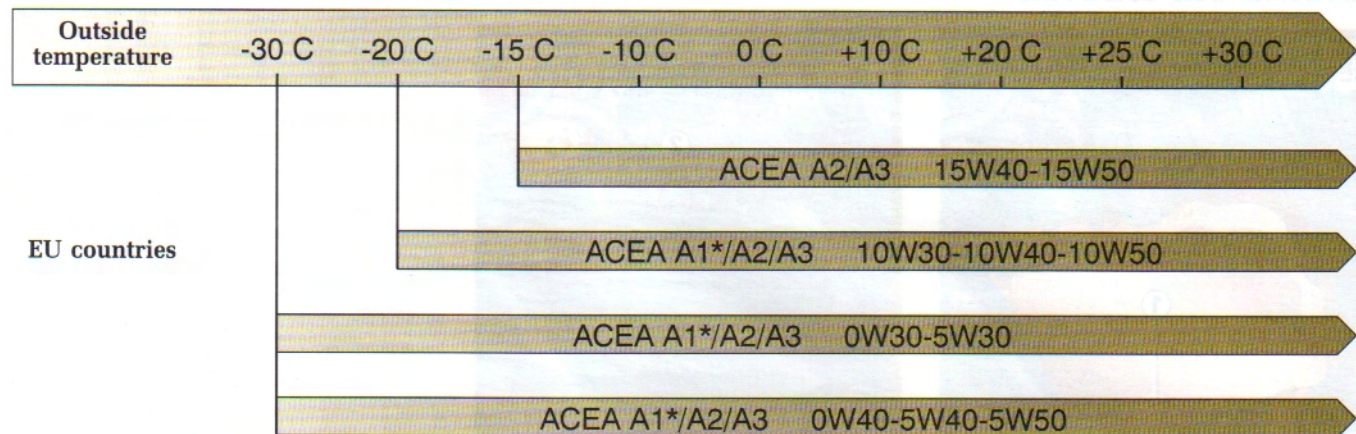 Outside
temperature
-30 C -20 C -15 C -10 C 0 C +10 C +20 C +25 C +30 C
ACEA A2/A3 15W40-15W50
EU countries
ACEA A1*/A2/A3 10W30-10W40-10W50
ACEA A1*/A2/A3 0W30-5W30
ACEA A1*/A2/A3 0W40-5W40-5W50